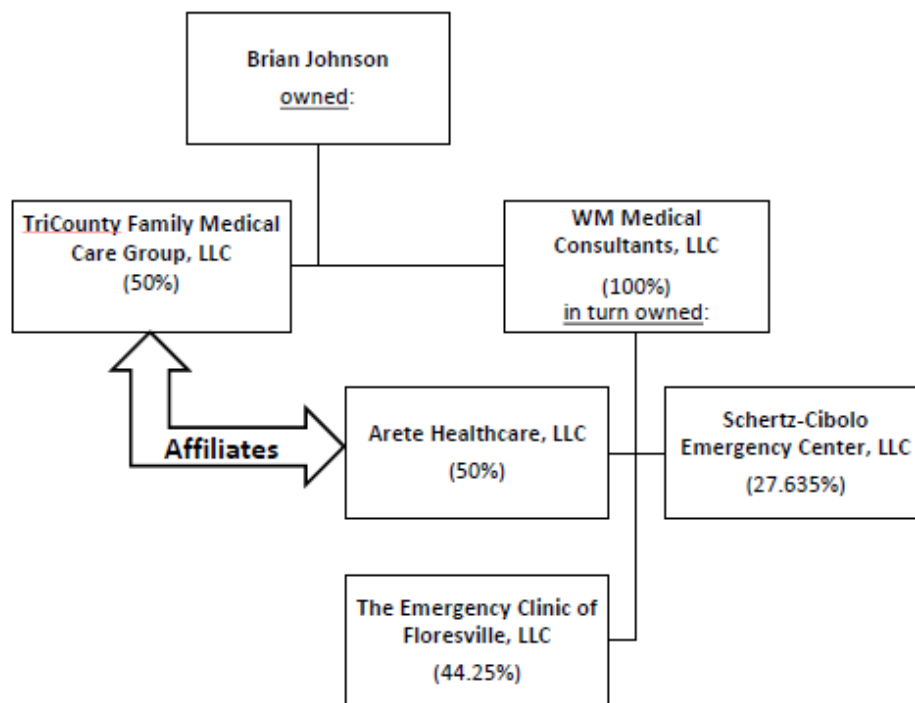 Brian Johnson
owned:
TriCounty Family Medical
Care Group, LLC
(50%)
WM Medical
Consultants, LLC
(100%)
in turn owned:
Affiliates
Arete Healthcare, LLC
(50%)
Schertz-Cibolo
Emergency Center, LLC
(27.635%)
The Emergency Clinic of
Floresville, LLC
(44.25%)